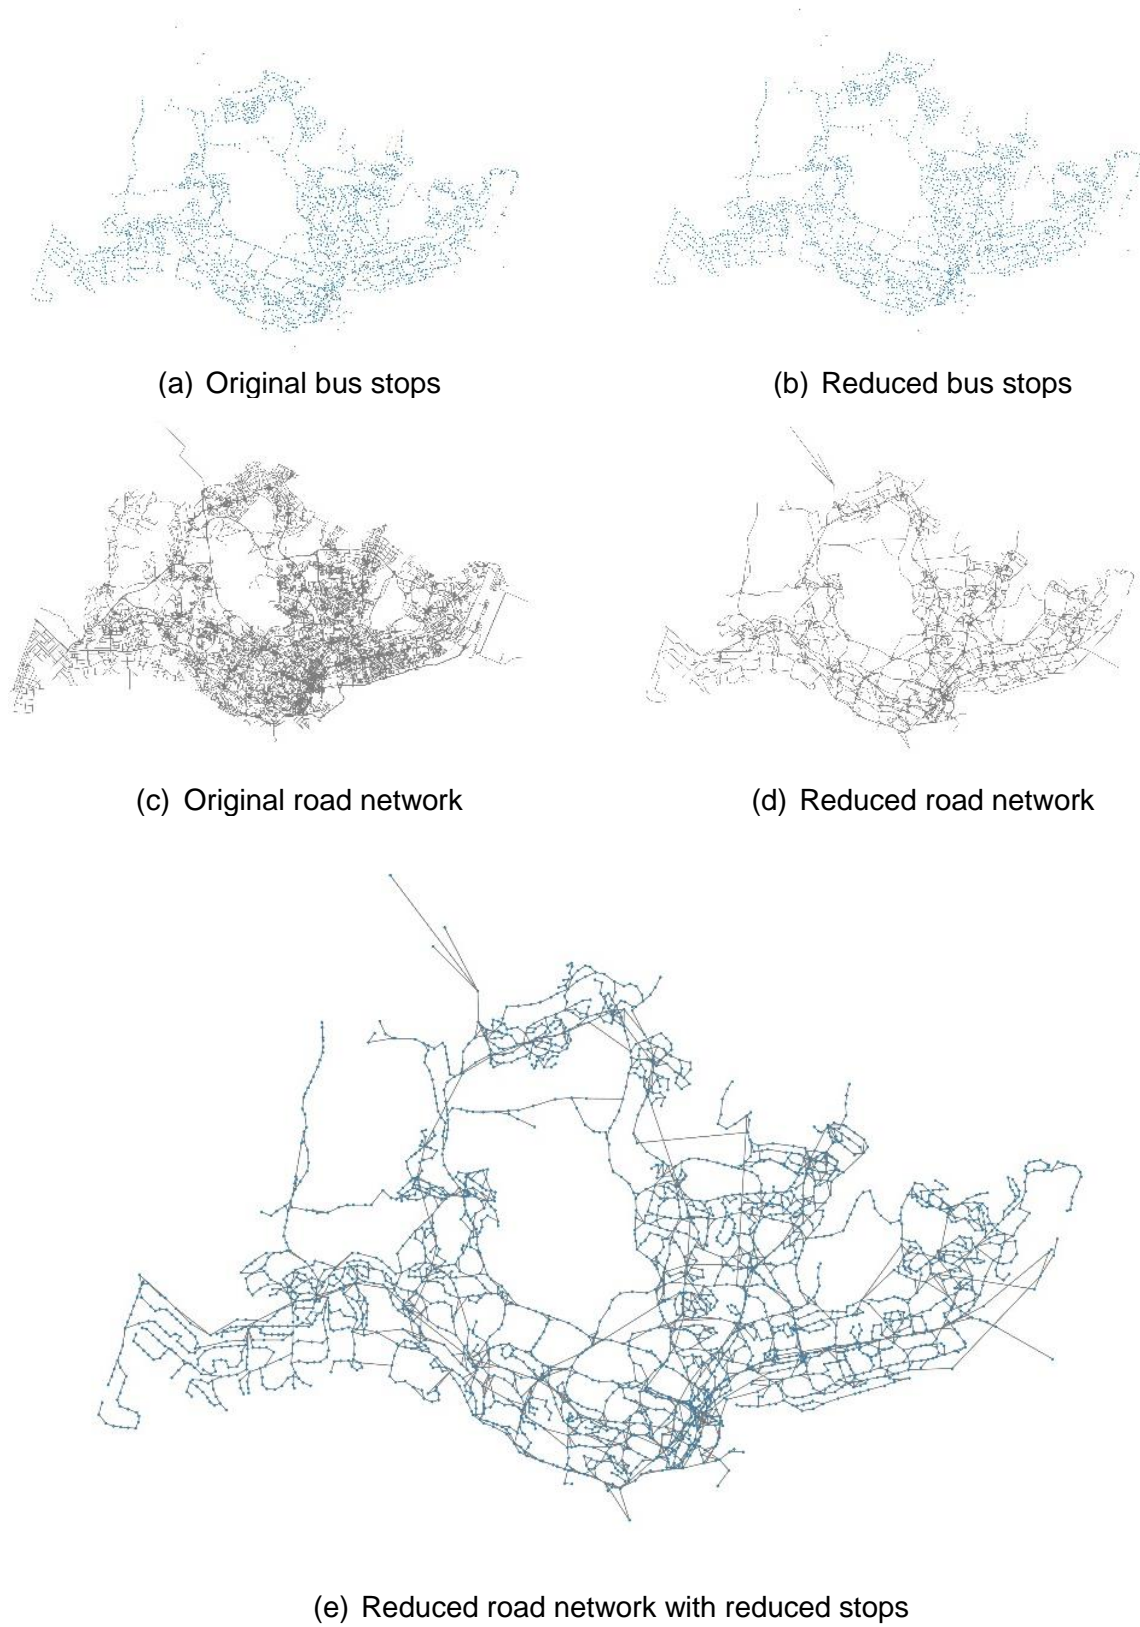 (a) Original bus stops
(b) Reduced bus stops
(c) Original road network
(d) Reduced road network
(e) Reduced road network with reduced stops